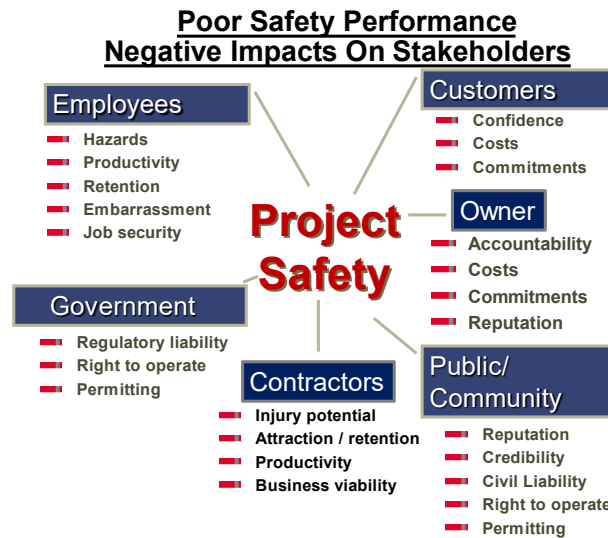 Poor Safety Performance
Negative Impacts On Stakeholders
Employees
Hazards
Productivity
Retention
Embarrassment
Job security
Customers
Confidence
Costs
Commitments
Project
Safety
Owner
Accountability
Costs
Commitments
Reputation
Government
Regulatory liability
Right to operate
Permitting
Contractors
Injury potential
Attraction / retention
Productivity
Business viability
Public/
Community
Reputation
Credibility
Civil Liability
Right to operate
Permitting